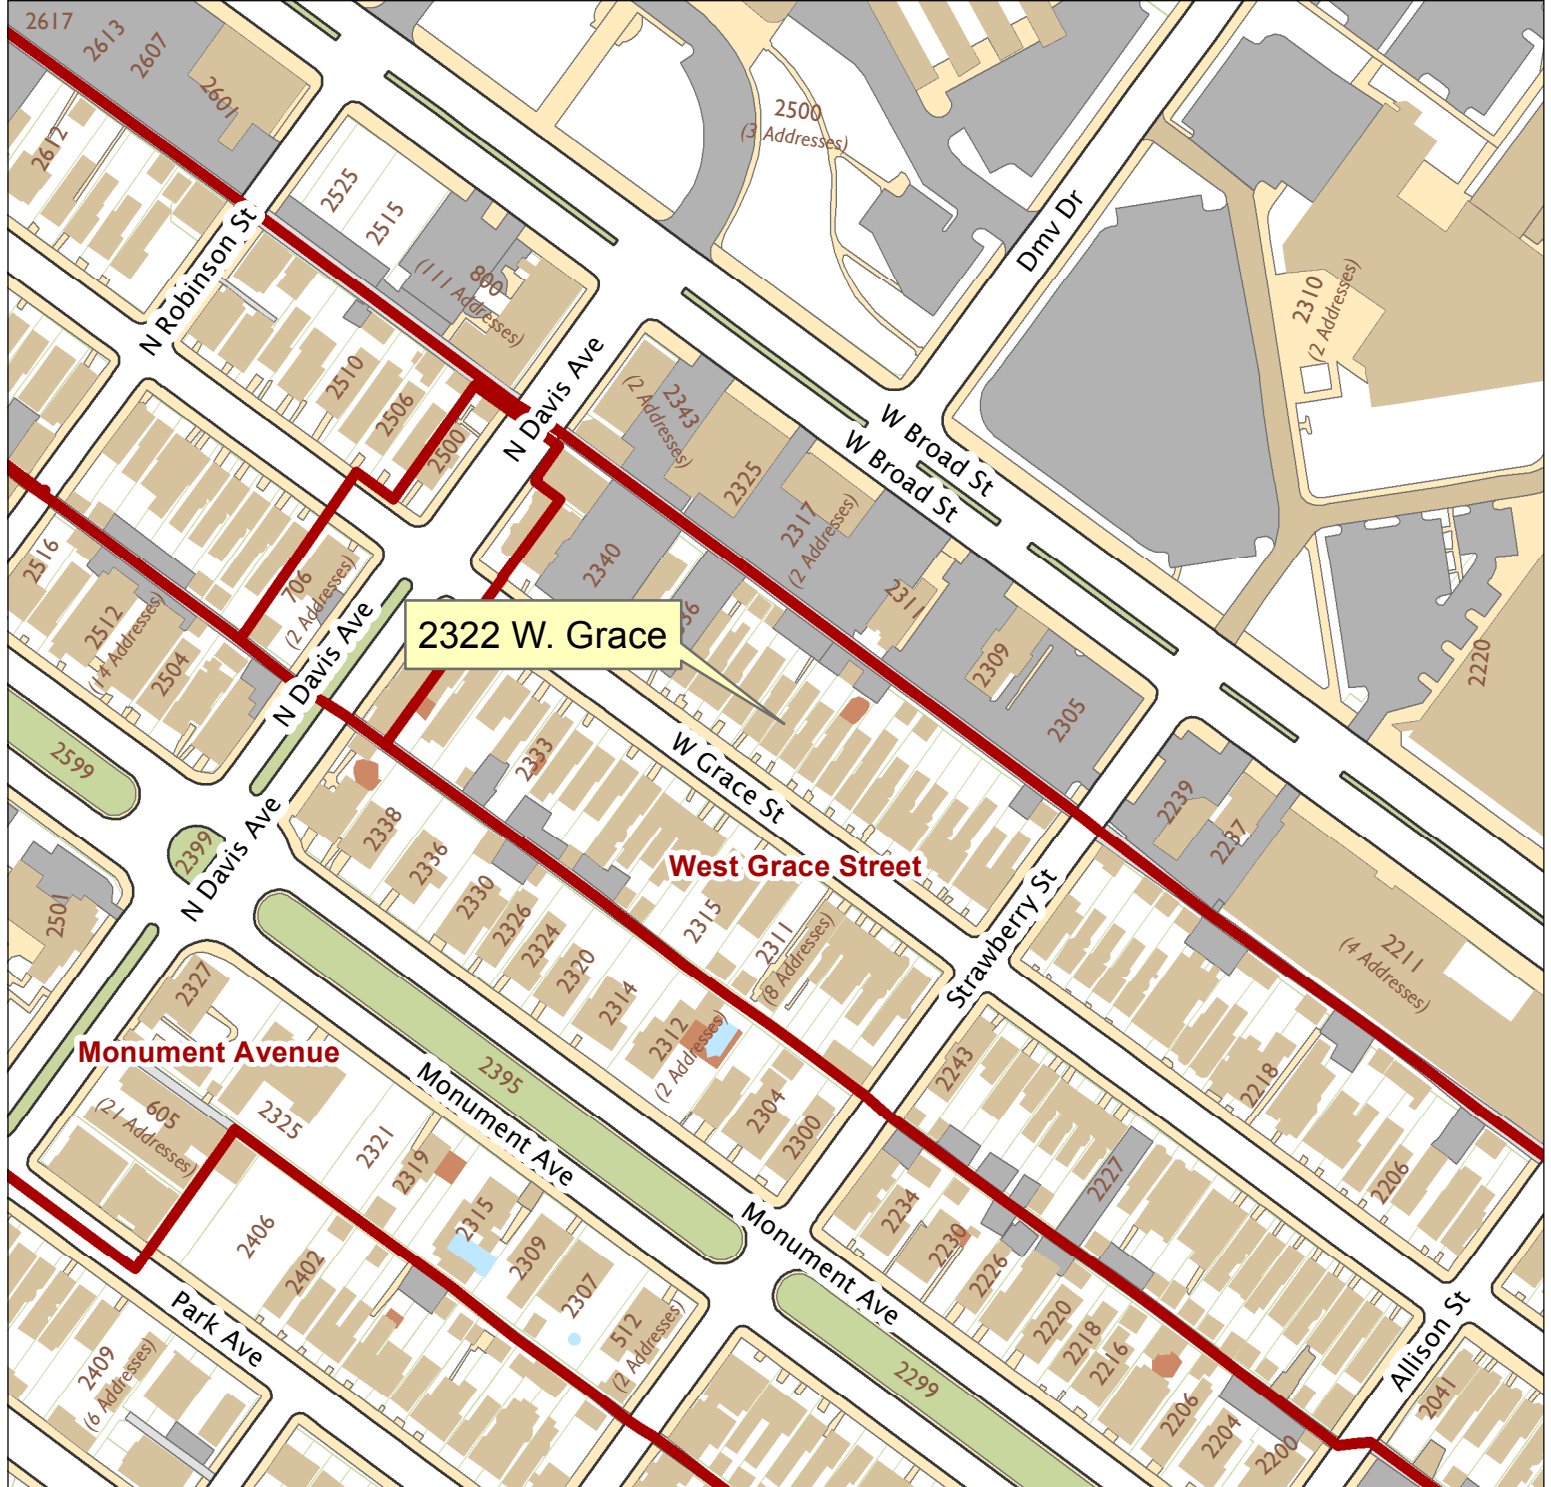 2617
2613
2607
2601
2612
2500
(3 Addresses)
2525
2515
800
(111 Addresses)
N Robinson St
Dmv Dr
2310
(2 Addresses)
2510
2506
2500
N Davis Ave
2343
(2 Addresses)
2325
2317
(2 Addresses)
W Broad St
W Broad St
2516
2512
(14 Addresses)
2504
706
(2 Addresses)
2340
2311
2309
2305
2220
2322 W. Grace
N Davis Ave
2599
2399
N Davis Ave
2333
W Grace St
2239
2237
2338
2336
2330
2326
2324
2320
2314
2312
(2 Addresses)
2304
2300
West Grace Street
2315
2311
(8 Addresses)
Strawberry St
2211
(4 Addresses)
2327
Monument Avenue
2395
Monument Ave
2243
2218
2206
605
(21 Addresses)
2325
2321
2319
2315
2309
2307
512
(2 Addresses)
2406
2402
Park Ave
2409
(6 Addresses)
Monument Ave
2299
2227
2234
2230
2226
2220
2218
2216
2206
2204
2200
Allison St
2041